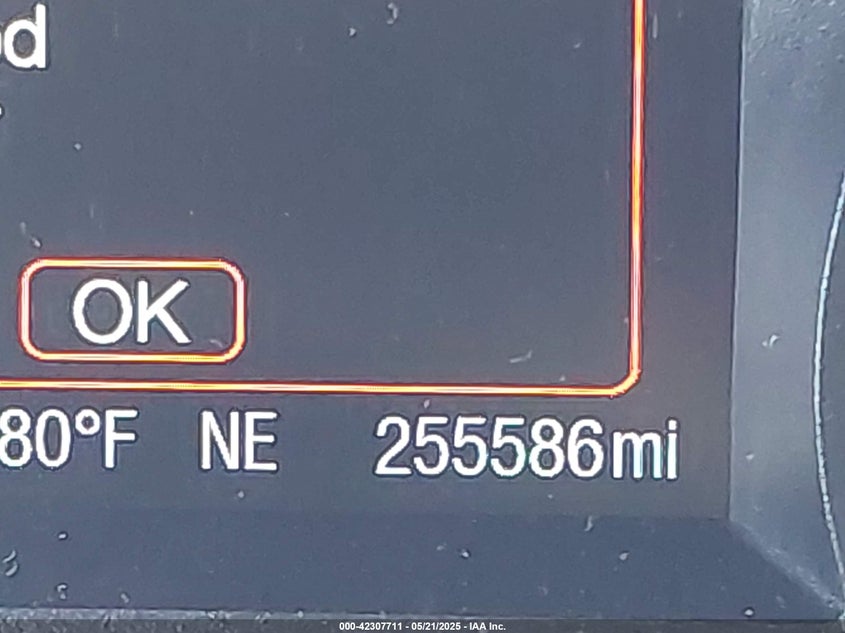 OK
80°F NE 255586mi
000-42307711 - 05/21/2025 - IAA Inc.